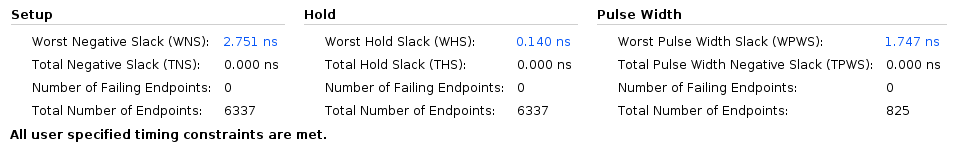 Setup
Worst Negative Slack (WNS): 2.751 ns
Total Negative Slack (TNS): 0.000 ns
Number of Failing Endpoints: 0
Total Number of Endpoints: 6337
Hold
Worst Hold Slack (WHS): 0.140 ns
Total Hold Slack (THS): 0.000 ns
Number of Failing Endpoints: 0
Total Number of Endpoints: 6337
Pulse Width
Worst Pulse Width Slack (WPWS): 1.747 ns
Total Pulse Width Negative Slack (TPWS): 0.000 ns
Number of Failing Endpoints: 0
Total Number of Endpoints: 825
All user specified timing constraints are met.